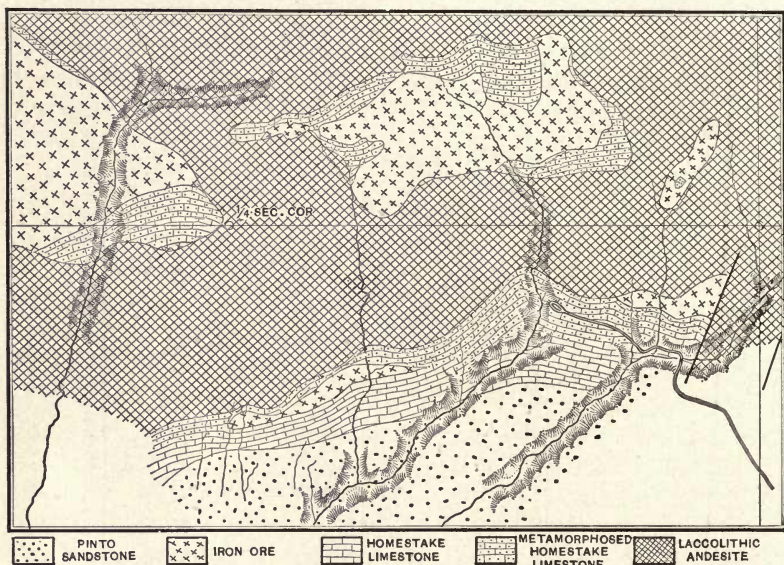 1/4 SEC. COR.
PINTO
SANDSTONE
IRON ORE
HOMESTAKE
LIMESTONE
METAMORPHOSED
HOMESTAKE
LIMESTONE
LACCOLITHIC
ANDESITE